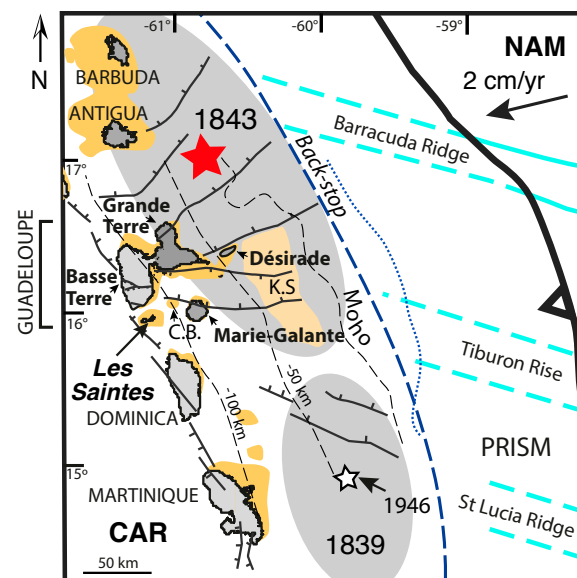 -61°
-60°
-59°
N
BARBUDA
NAM
2 cm/yr
ANTIGUA
1843
Barracuda Ridge
17°
Back-stop
Grande
Terre
Désirade
GUADELOUPE
Basse
Terre
K.S
16°
C.B.
Marie-Galante
Moho
Les
Saintes
-50 km
Tiburon Rise
DOMINICA
-100 km
PRISM
15°
MARTINIQUE
1946
St Lucia Ridge
CAR
1839
50 km